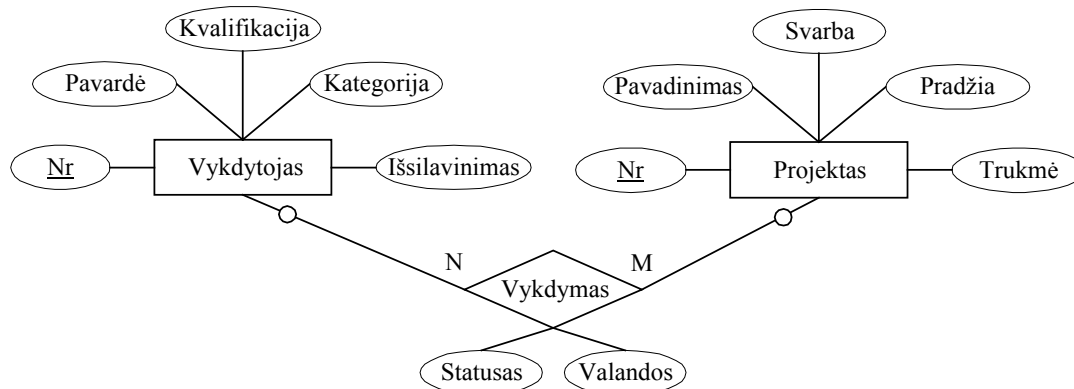 Kvalifikacija
Svarba
Pavardė
Kategorija
Pavadinimas
Pradžia
Nr
Vykdytojas
Išsilavinimas
Nr
Projektas
Trukmė
N
M
Vykdymas
Statusas
Valandos